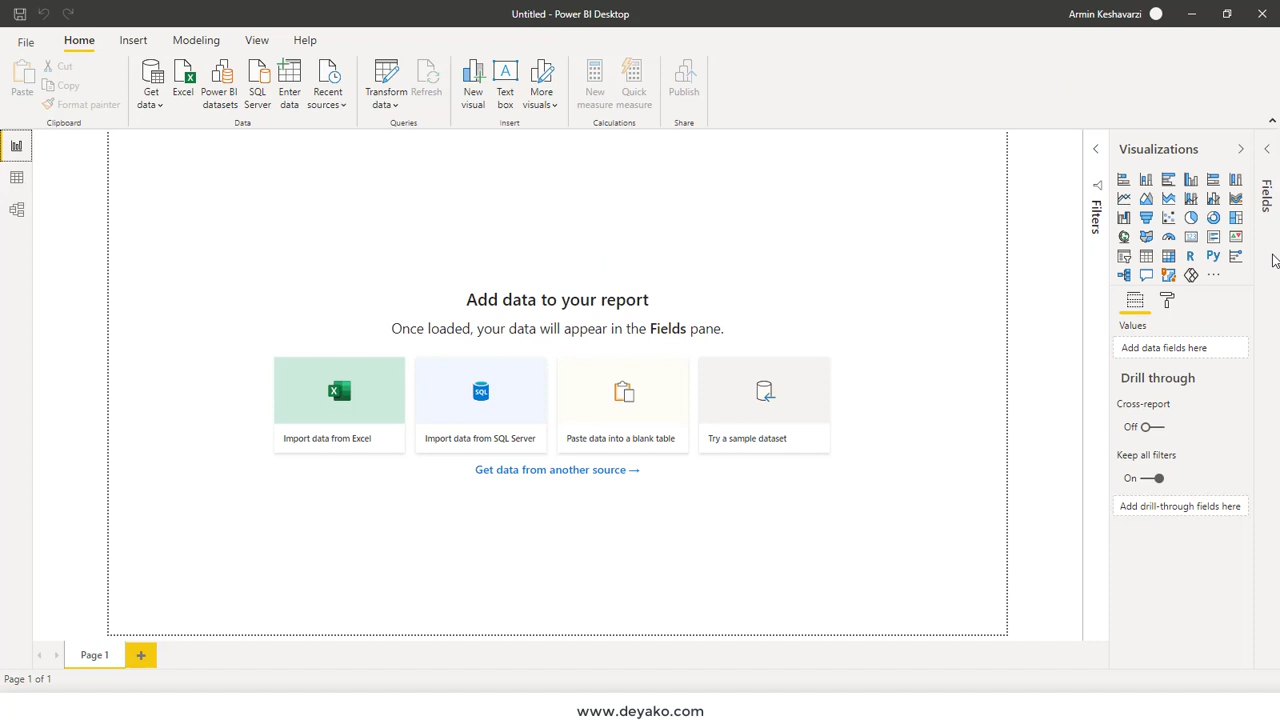 Untitled - Power BI Desktop
Armin Keshavarzi
File
Home
Insert
Modeling
View
Help
Paste
Cut
Copy
Format painter
Clipboard
Get data
Excel
Power BI datasets
SQL Server
Enter data
Recent sources
Data
Transform data
Refresh
Queries
New visual
Text box
More visuals
Insert
New measure
Quick measure
Calculations
Publish
Share
Filters
Visualizations
Fields
R
Py
Values
Add data fields here
Drill through
Cross-report
Off
Keep all filters
On
Add drill-through fields here
Add data to your report
Once loaded, your data will appear in the Fields pane.
SQL
Import data from Excel
Import data from SQL Server
Paste data into a blank table
Try a sample dataset
Get data from another source →
Page 1
Page 1 of 1
www.deyako.com